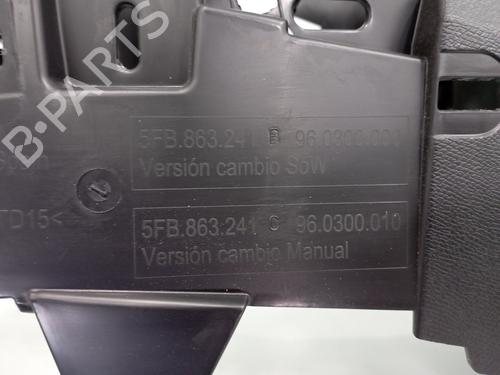 5FB.863.241 B 96.0300.000
Versión cambio SbW
TD15<
5FB.863.241 C 96.0300.010
Versión cambio Manual